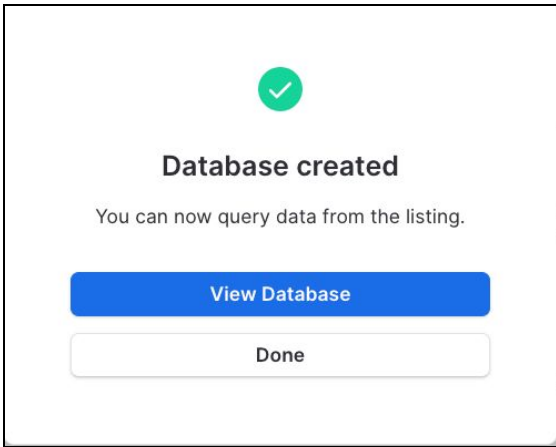 Database created
You can now query data from the listing.
View Database
Done